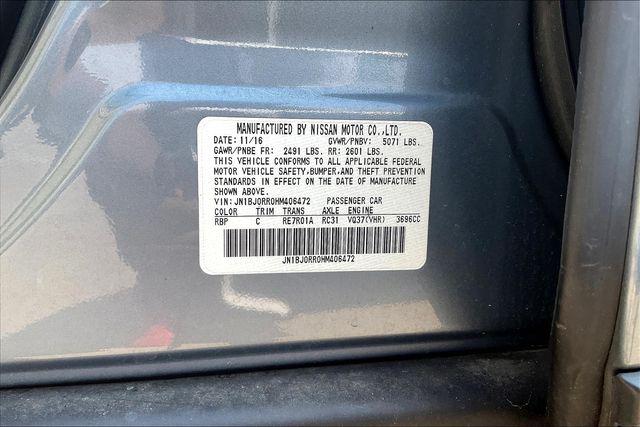 MANUFACTURED BY NISSAN MOTOR CO.,LTD.
DATE: 11/16 GVWR/PNBV: 5071 LBS.
GAWR/PNBE FR: 2491 LBS. RR: 2601 LBS.
THIS VEHICLE CONFORMS TO ALL APPLICABLE FEDERAL
MOTOR VEHICLE SAFETY,BUMPER,AND THEFT PREVENTION
STANDARDS IN EFFECT ON THE DATE OF MANUFACTURE
SHOWN ABOVE.
VIN: JN1BJ0RR0HM406472 PASSENGER CAR
COLOR TRIM TRANS AXLE ENGINE
RBP C RE7R01A RC31 VQ37(VHR) 3696CC
JN1BJ0RR0HM406472